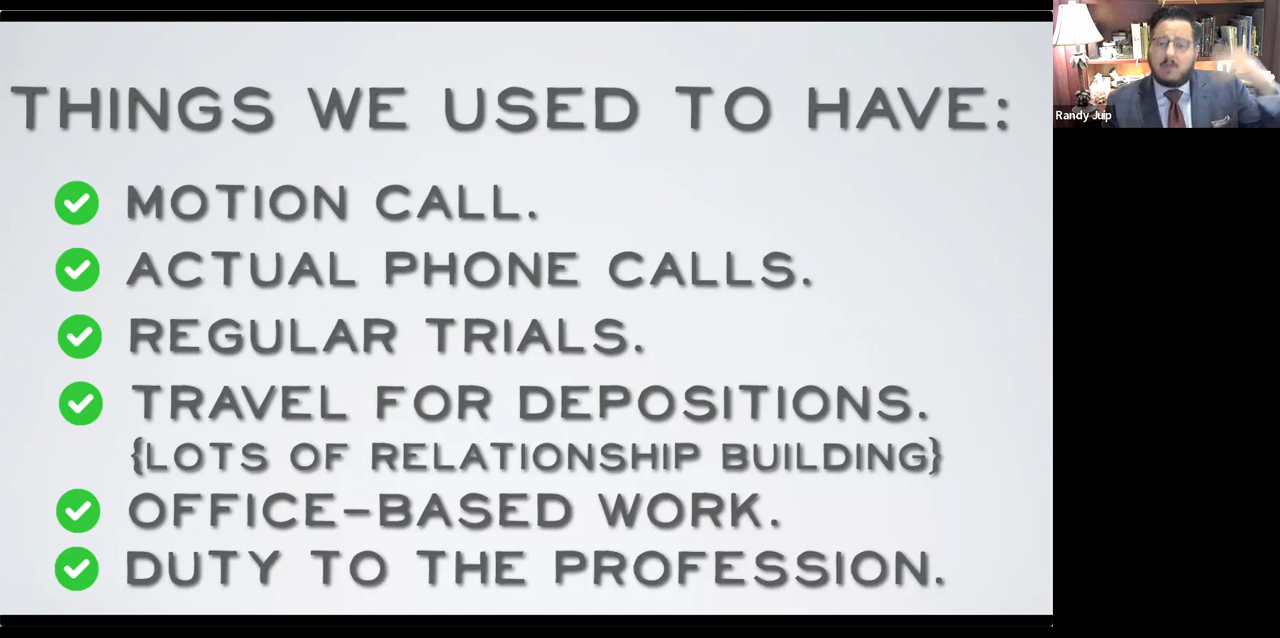 THINGS WE USED TO HAVE:
MOTION CALL.
ACTUAL PHONE CALLS.
REGULAR TRIALS.
TRAVEL FOR DEPOSITIONS.
{LOTS OF RELATIONSHIP BUILDING}
OFFICE-BASED WORK.
DUTY TO THE PROFESSION.
Randy Juip